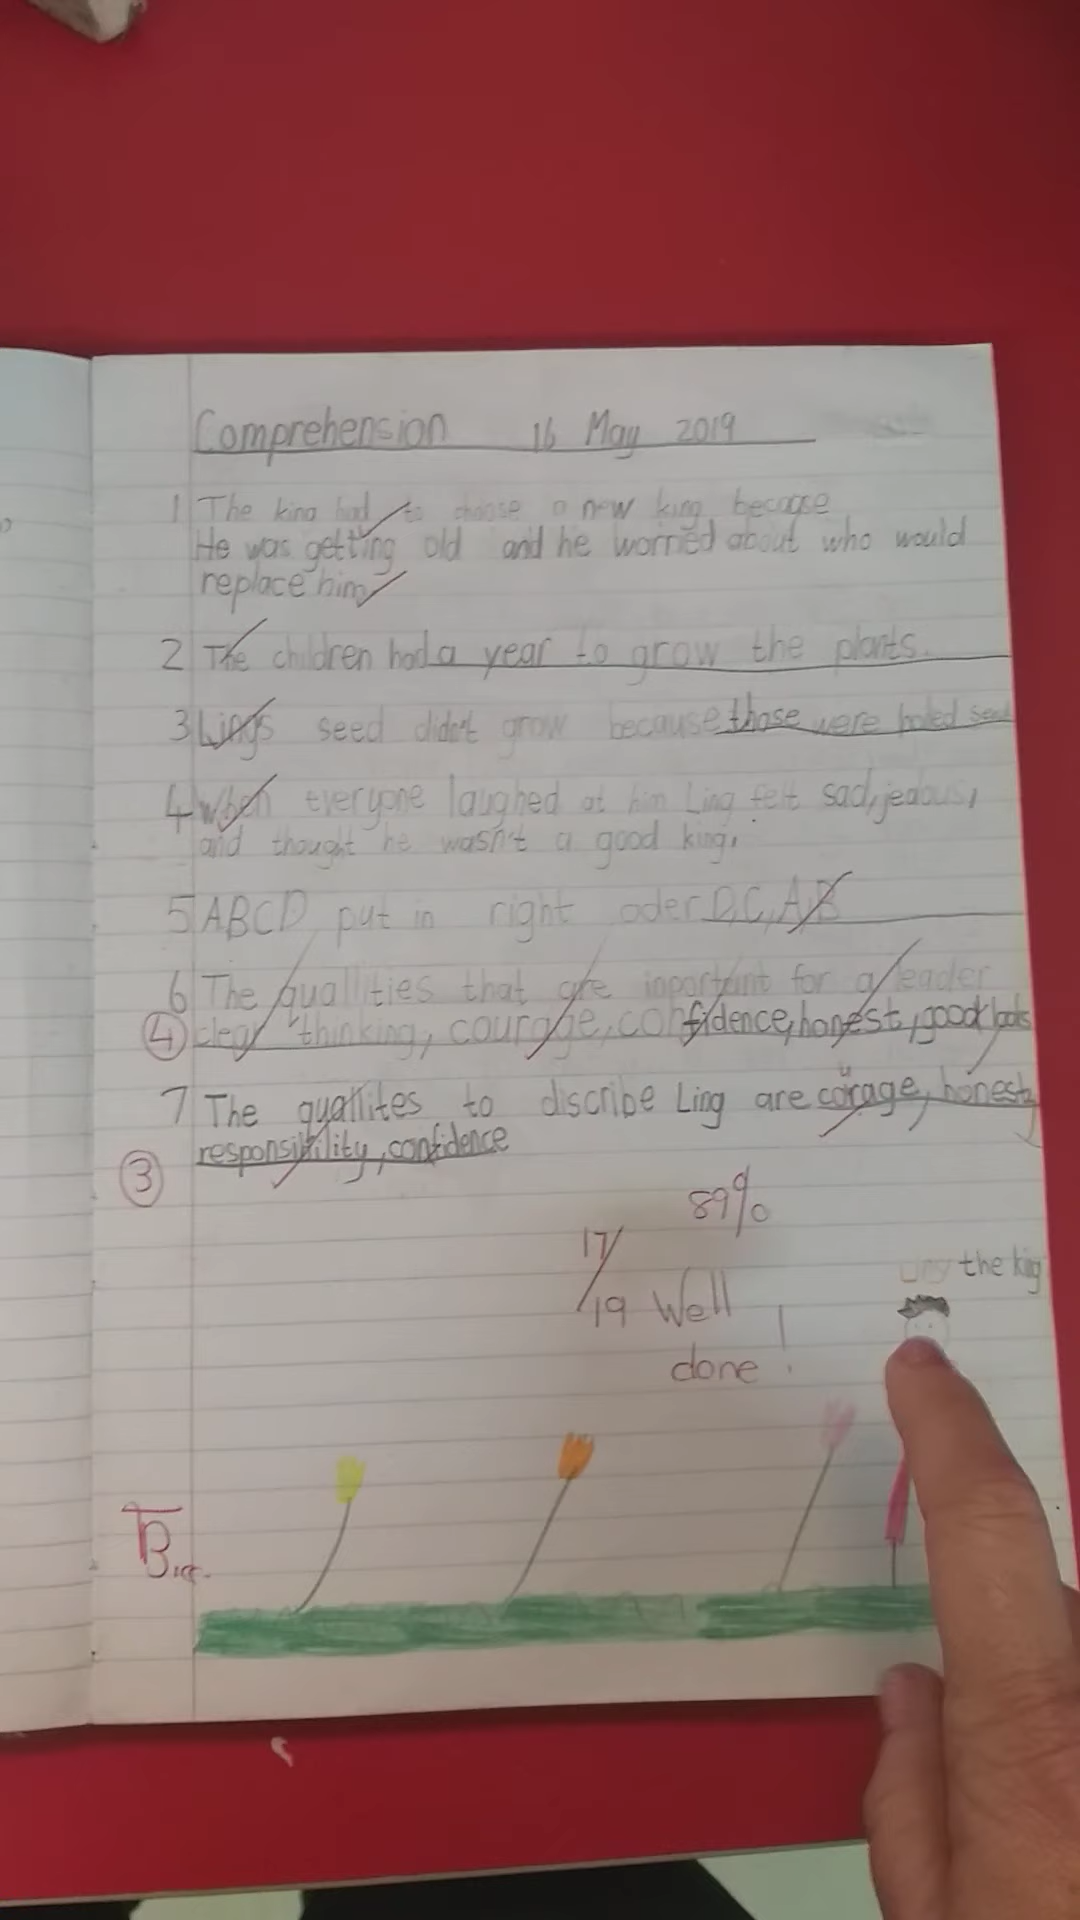 Comprehension 16 May 2019
1 The king had to choose a new king becaose
He was getting old and he worried about who would
replace him
2 The children had a year to grow the plants.
3 Lings seed didn't grow because those were boiled seed
4 When everyone laughed at him Ling felt sad, jealous,
and thought he wasn't a good king.
5 ABCD put in right oder D, C, A, B
6 The quallities that are inportant for a leader
4 clear thinking, courage, confidence, honest, good looks
7 The quallites to discribe Ling are courage, honesty
responsibility, confidence
3
89%
17/19 Well
done!
the king